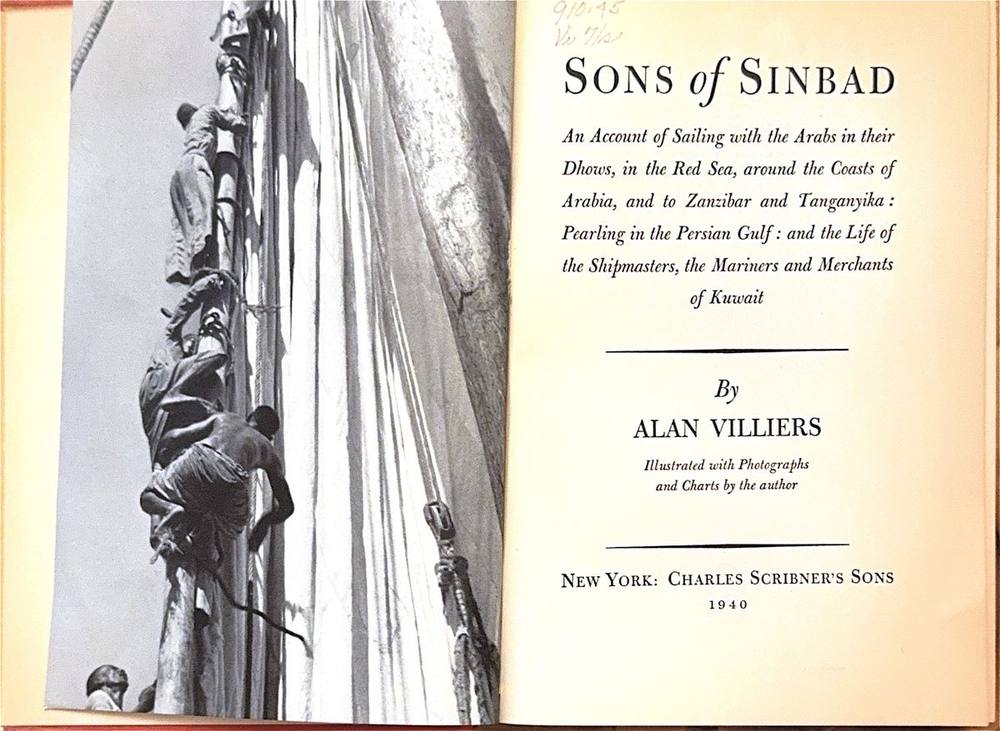 910.45
SONS of SINBAD
An Account of Sailing with the Arabs in their
Dhows, in the Red Sea, around the Coasts of
Arabia, and to Zanzibar and Tanganyika :
Pearling in the Persian Gulf : and the Life of
the Shipmasters, the Mariners and Merchants
of Kuwait
By
ALAN VILLIERS
Illustrated with Photographs
and Charts by the author
NEW YORK: CHARLES SCRIBNER'S SONS
1940